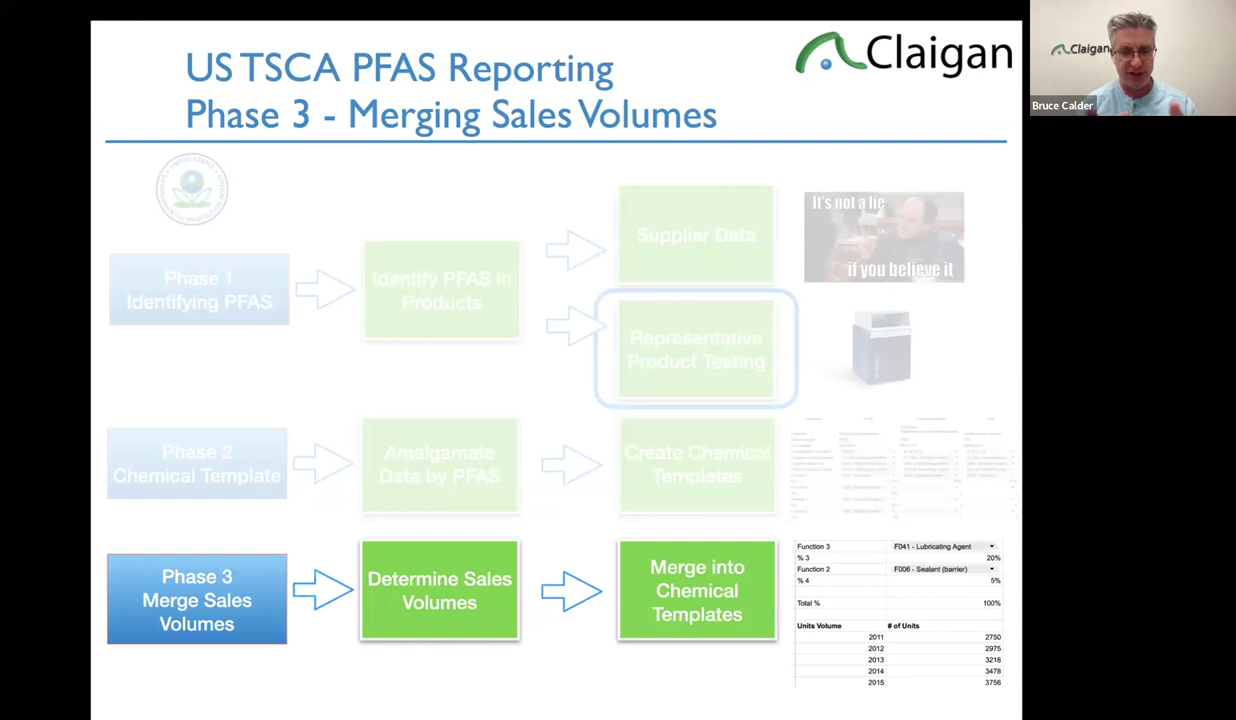 US TSCA PFAS Reporting
Phase 3 - Merging Sales Volumes
Claigan
Claigan
Bruce Calder
It's not a lie
if you believe it
Phase 1
Identifying PFAS
Identify PFAS in
Products
Supplier Data
Representative
Product Testing
Phase 2
Chemical Template
Amalgamate
Data by PFAS
Create Chemical
Templates
Phase 3
Merge Sales
Volumes
Determine Sales
Volumes
Merge into
Chemical
Templates
Function 3 F041 - Lubricating Agent
% 3 20%
Function 2 F006 - Sealant (barrier)
% 4 5%
Total % 100%
Units Volume # of Units
2011 2750
2012 2975
2013 3218
2014 3478
2015 3756